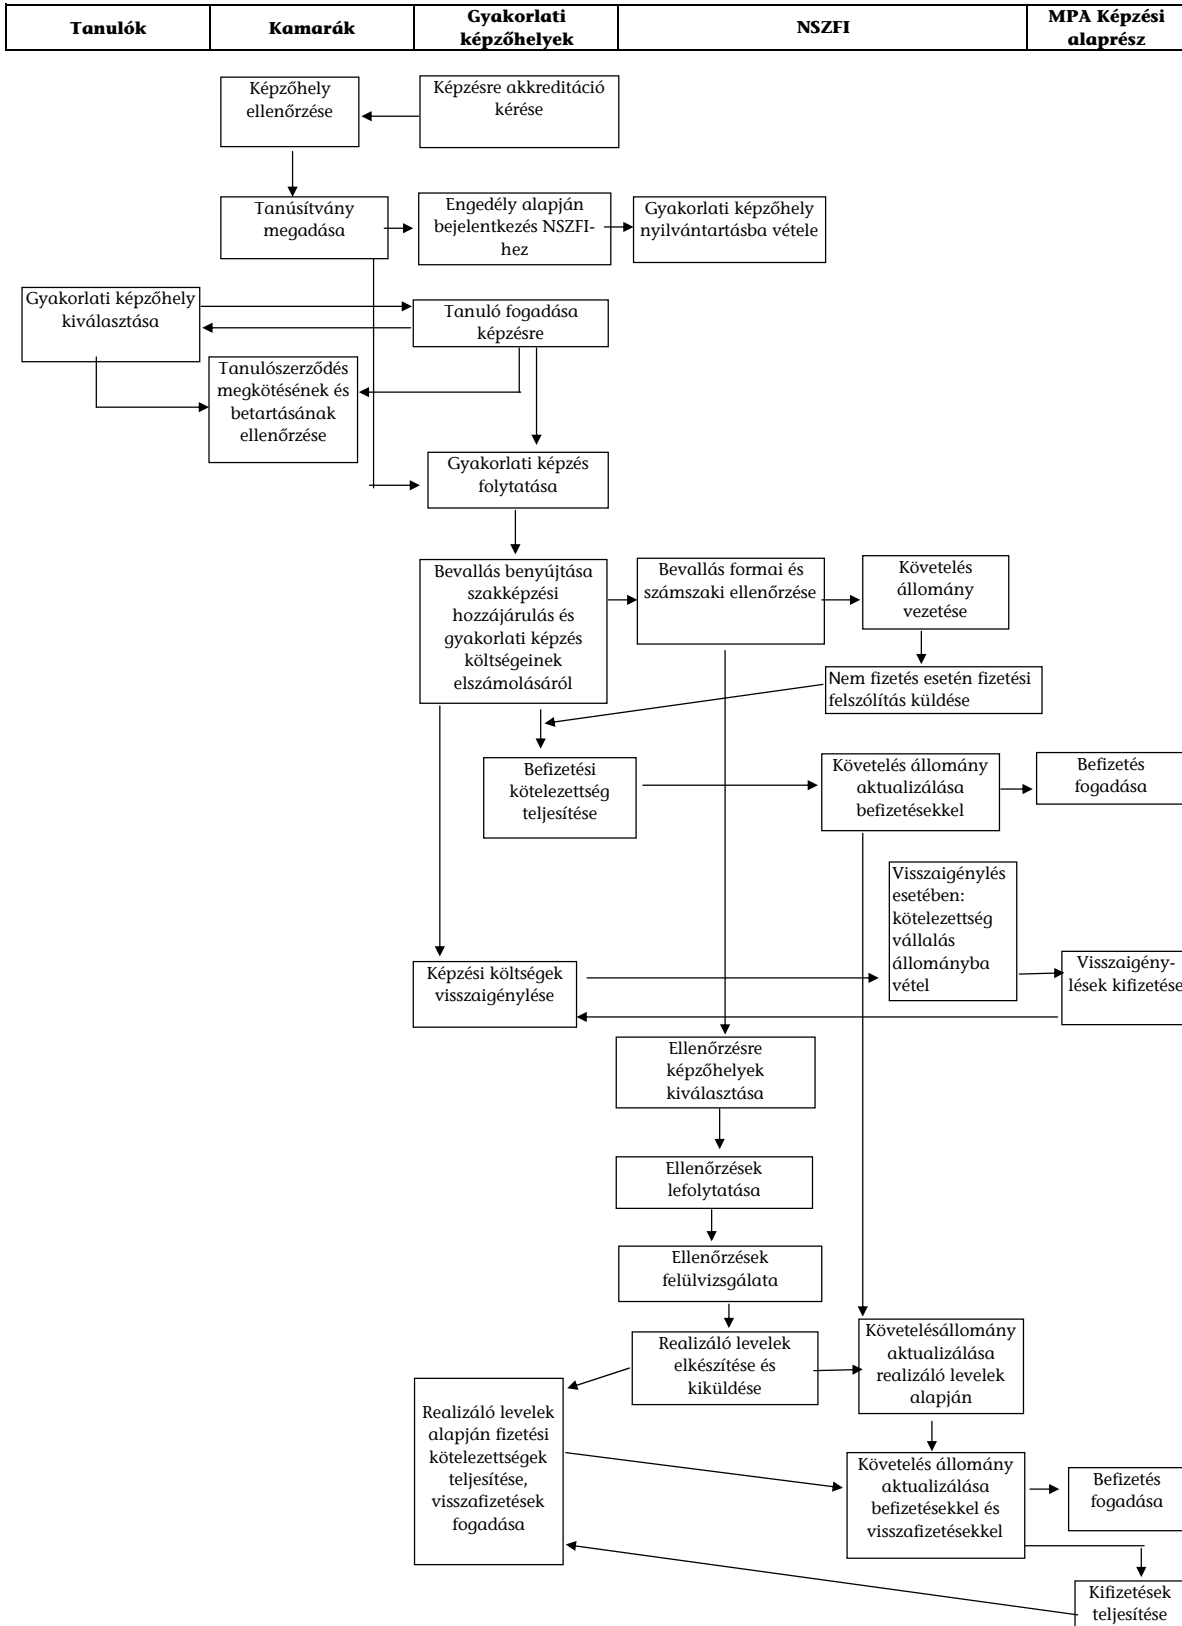 Tanulók
Kamarák
Gyakorlati
képzőhelyek
NSZFI
MPA Képzési
alaprész
Képzőhely
ellenőrzése
Képzésre akkreditáció
kérése
Tanúsítvány
megadása
Engedély alapján
bejelentkezés NSZFI-
hez
Gyakorlati képzőhely
nyilvántartásba vétele
Gyakorlati képzőhely
kiválasztása
Tanuló fogadása
képzésre
Tanulószerződés
megkötésének és
betartásának
ellenőrzése
Gyakorlati képzés
folytatása
Bevallás benyújtása
szakképzési
hozzájárulás és
gyakorlati képzés
költségeinek
elszámolásáról
Bevallás formai és
számszaki ellenőrzése
Követelés
állomány
vezetése
Nem fizetés esetén fizetési
felszólítás küldése
Befizetési
kötelezettség
teljesítése
Követelés állomány
aktualizálása
befizetésekkel
Befizetés
fogadása
Visszaigénylés
esetében:
kötelezettség
vállalás
állományba
vétel
Képzési költségek
visszaigénylése
Visszaigény-
lések kifizetése
Ellenőrzésre
képzőhelyek
kiválasztása
Ellenőrzések
lefolytatása
Ellenőrzések
felülvizsgálata
Realizáló levelek
elkészítése és
kiküldése
Követelésállomány
aktualizálása
realizáló levelek
alapján
Realizáló levelek
alapján fizetési
kötelezettségek
teljesítése,
visszafizetések
fogadása
Követelés állomány
aktualizálása
befizetésekkel és
visszafizetésekkel
Befizetés
fogadása
Kifizetések
teljesítése